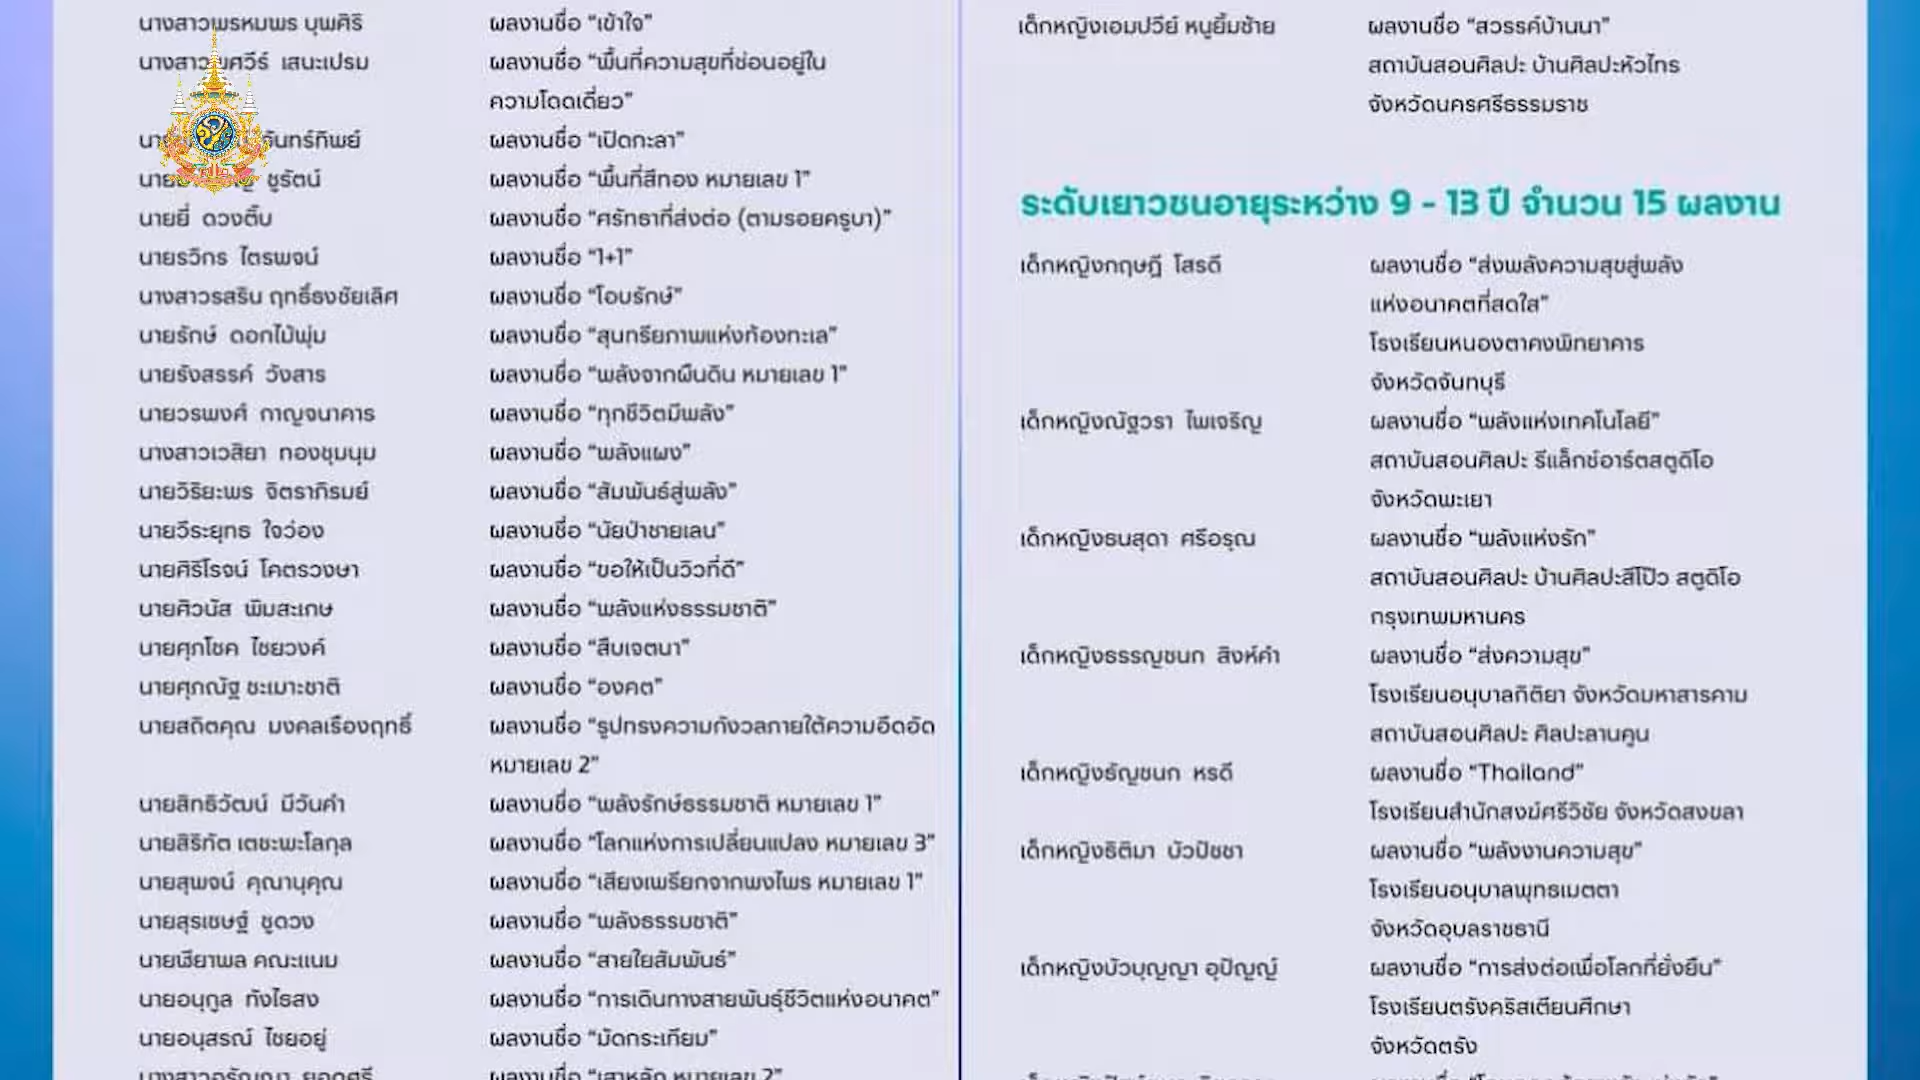 นางสาวพรหมพร บุพศิริ ผลงานชื่อ “เข้าใจ”
เสนะเปรม ผลงานชื่อ “พื้นที่ความสุขที่ซ่อนอยู่ใน
ความโดดเดี่ยว”
ผลงานชื่อ “เปิดกะลา”
ชูรัตน์ ผลงานชื่อ “พื้นที่สีทอง หมายเลข 1”
นายยี่ ดวงติ๊บ ผลงานชื่อ “ศรัทธาที่ส่งต่อ (ตามรอยครูบา)”
นายรวิกร ไตรพจน์ ผลงานชื่อ “1+1”
นางสาวรสริน ฤทธิ์ธงชัยเลิศ ผลงานชื่อ “โอบรักษ์”
นายรักษ์ ดอกไม้พุ่ม ผลงานชื่อ “สุนทรียภาพแห่งท้องทะเล”
นายรังสรรค์ วังสาร ผลงานชื่อ “พลังจากผืนดิน หมายเลข 1”
นายวรพงศ์ กาญจนาคาร ผลงานชื่อ “ทุกชีวิตมีพลัง”
นางสาวเวสิยา ทองชุมนุม ผลงานชื่อ “พลังแผง”
นายวิริยะพร จิตราภิรมย์ ผลงานชื่อ “สัมพันธ์สู่พลัง”
นายวีระยุทธ ใจว่อง ผลงานชื่อ “นัยป่าชายเลน”
นายศิริโรจน์ โคตรวงษา ผลงานชื่อ “ขอให้เป็นวิวที่ดี”
นายศิวนัส พิมสะเกษ ผลงานชื่อ “พลังแห่งธรรมชาติ”
นายศุภโชค ไชยวงค์ ผลงานชื่อ “สืบเจตนา”
นายศุภณัฐ ชะเมาะชาติ ผลงานชื่อ “องคต”
นายสถิตคุณ มงคลเรืองฤทธิ์ ผลงานชื่อ “รูปทรงความกังวลภายใต้ความอึดอัด
หมายเลข 2”
นายสิทธิวัฒน์ มีวันคำ ผลงานชื่อ “พลังรักษ์ธรรมชาติ หมายเลข 1”
นายสิริทัต เตชะพะโลกุล ผลงานชื่อ “โลกแห่งการเปลี่ยนแปลง หมายเลข 3”
นายสุพจน์ คุณานุคุณ ผลงานชื่อ “เสียงเพรียกจากพงไพร หมายเลข 1”
นายสุรเชษฐ์ ชูดวง ผลงานชื่อ “พลังธรรมชาติ”
นายหิยาพล คณะแนม ผลงานชื่อ “สายใยสัมพันธ์”
นายอนุกูล ทังไธสง ผลงานชื่อ “การเดินทางสายพันธุ์ชีวิตแห่งอนาคต”
นายอนุสรณ์ ไชยอยู่ ผลงานชื่อ “มัดกระเทียม”
ผลงานชื่อ “เสาหลัก หมายเลข 2”
เด็กหญิงเอมปวีย์ หนูยิ้มซ้าย ผลงานชื่อ “สวรรค์บ้านนา”
สถาบันสอนศิลปะ บ้านศิลปะหัวไทร
จังหวัดนครศรีธรรมราช
ระดับเยาวชนอายุระหว่าง 9 - 13 ปี จำนวน 15 ผลงาน
เด็กหญิงกฤษฎี โสรดี ผลงานชื่อ “ส่งพลังความสุขสู่พลัง
แห่งอนาคตที่สดใส”
โรงเรียนหนองตาคงพิทยาคาร
จังหวัดจันทบุรี
เด็กหญิงณัฐวรา ไพเจริญ ผลงานชื่อ “พลังแห่งเทคโนโลยี”
สถาบันสอนศิลปะ รีแล็กซ์อาร์ตสตูดีโอ
จังหวัดพะเยา
เด็กหญิงธนสุดา ศรีอรุณ ผลงานชื่อ “พลังแห่งรัก”
สถาบันสอนศิลปะ บ้านศิลปะสีโป๊ว สตูดิโอ
กรุงเทพมหานคร
เด็กหญิงธรรญชนก สิงห์คำ ผลงานชื่อ “ส่งความสุข”
โรงเรียนอนุบาลกิติยา จังหวัดมหาสารคาม
สถาบันสอนศิลปะ ศิลปะลานคูน
เด็กหญิงธัญชนก หรดี ผลงานชื่อ “Thailand”
โรงเรียนสำนักสงฆ์ศรีวิชัย จังหวัดสงขลา
เด็กหญิงธิติมา บัวปัชชา ผลงานชื่อ “พลังงานความสุข”
โรงเรียนอนุบาลพุทธเมตตา
จังหวัดอุบลราชธานี
เด็กหญิงบัวบุญญา อุปัญญ์ ผลงานชื่อ “การส่งต่อเพื่อโลกที่ยั่งยืน”
โรงเรียนตรังคริสเตียนศึกษา
จังหวัดตรัง